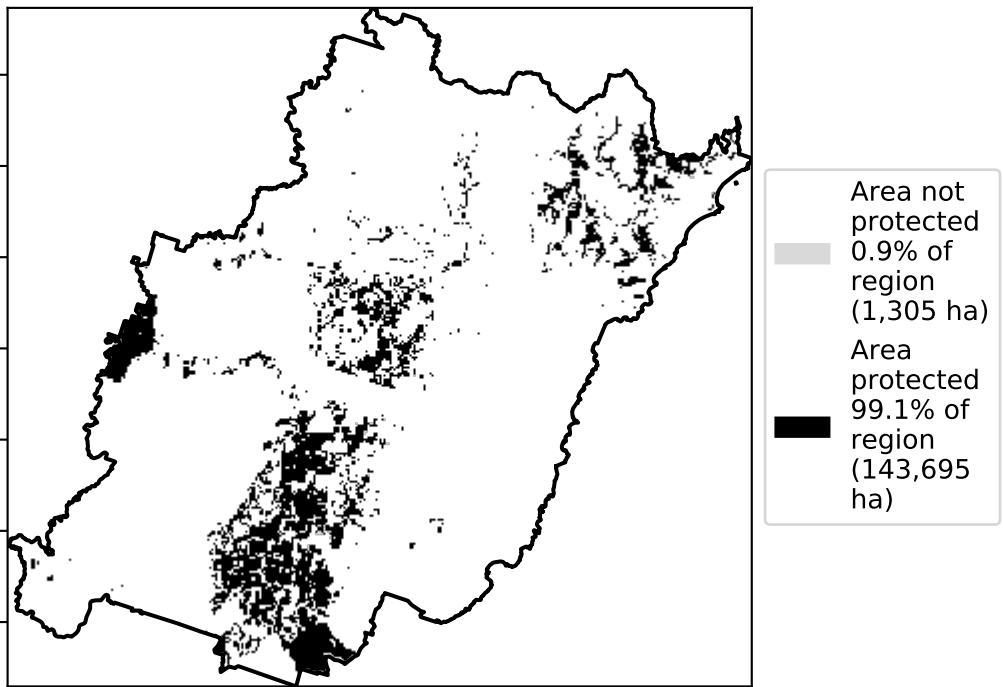 Area not
protected
0.9% of
region
(1,305 ha)
Area
protected
99.1% of
region
(143,695
ha)